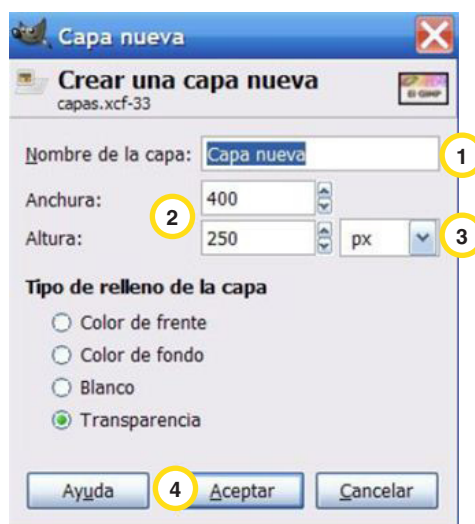 Capa nueva
Crear una capa nueva
capas.xcf-33
El GIMP
Nombre de la capa: Capa nueva 1
Anchura: 400
2
Altura: 250 px 3
Tipo de relleno de la capa
Color de frente
Color de fondo
Blanco
Transparencia
Ayuda 4 Aceptar Cancelar